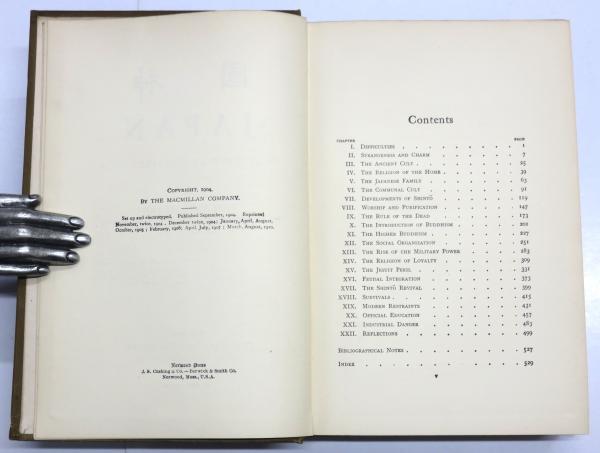 Copyright, 1904,
By THE MACMILLAN COMPANY.
Set up and electrotyped. Published September, 1904. Reprinted
November, twice, 1904; December twice, 1904; January, April, August,
October, 1905; February, 1906; April, July, 1907; March, August,
Norwood Press
J. S. Cushing & Co.—Berwick & Smith Co.
Norwood, Mass., U.S.A.
Contents
CHAPTER PAGE
I. Difficulties . . . . . . . . 1
II. Strangeness and Charm . . . . . . 7
III. The Ancient Cult . . . . . . . 25
IV. The Religion of the Home . . . . . . 39
V. The Japanese Family . . . . . . 63
VI. The Communal Cult . . . . . . 91
VII. Developments of Shintō . . . . . . 119
VIII. Worship and Purification . . . . . . 147
IX. The Rule of the Dead . . . . . . 173
X. The Introduction of Buddhism . . . . . 201
XI. The Higher Buddhism . . . . . . 227
XII. The Social Organization . . . . . . 251
XIII. The Rise of the Military Power . . . . 283
XIV. The Religion of Loyalty . . . . . . 309
XV. The Jesuit Peril . . . . . . . 331
XVI. Feudal Integration . . . . . . 373
XVII. The Shintō Revival . . . . . . 399
XVIII. Survivals . . . . . . . . 415
XIX. Modern Restraints . . . . . . 435
XX. Official Education . . . . . . 457
XXI. Industrial Danger . . . . . . 483
XXII. Reflections . . . . . . . . 499
Bibliographical Notes . . . . . . . 527
Index . . . . . . . . . . 529
v